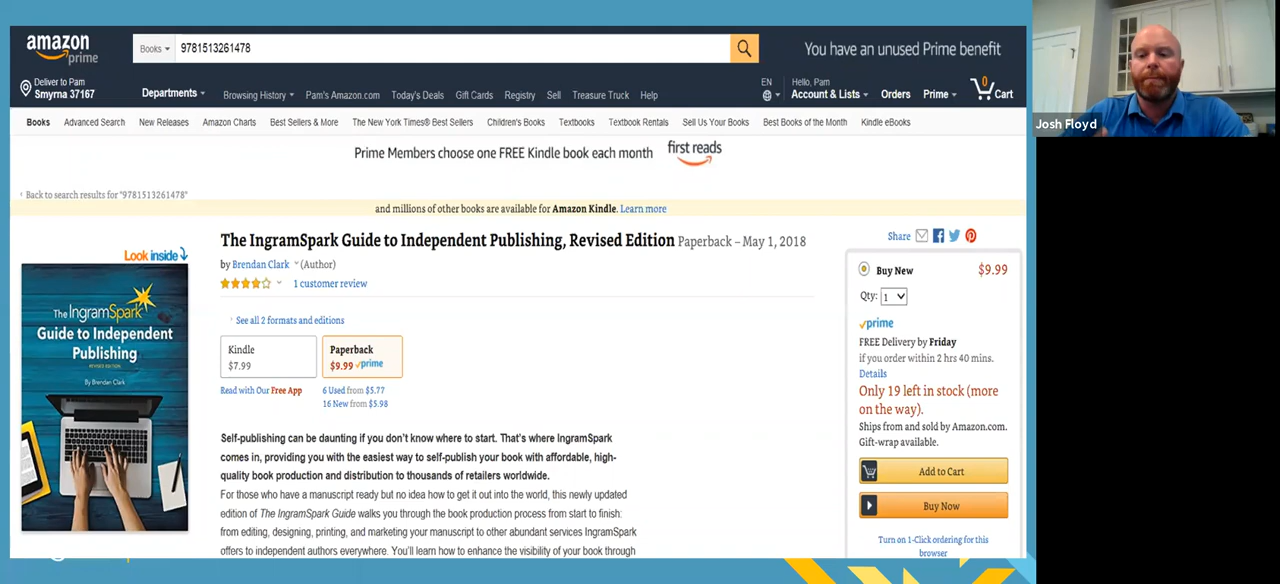 amazon
prime
Books
9781513261478
You have an unused Prime benefit
Deliver to Pam
Smyrna 37167
Departments
Browsing History
Pam's Amazon.com
Today's Deals
Gift Cards
Registry
Sell
Treasure Truck
Help
EN
Hello, Pam
Account & Lists
Orders
Prime
0
Cart
Books
Advanced Search
New Releases
Amazon Charts
Best Sellers & More
The New York Times® Best Sellers
Children's Books
Textbooks
Textbook Rentals
Sell Us Your Books
Best Books of the Month
Kindle eBooks
Prime Members choose one FREE Kindle book each month
first reads
‹ Back to search results for "9781513261478"
and millions of other books are available for Amazon Kindle. Learn more
Look inside
The IngramSpark
Guide to Independent
Publishing
REVISED EDITION
By Brendan Clark
The IngramSpark Guide to Independent Publishing, Revised Edition Paperback – May 1, 2018
by Brendan Clark (Author)
1 customer review
› See all 2 formats and editions
Kindle
$7.99
Paperback
$9.99 prime
Read with Our Free App
6 Used from $5.77
16 New from $5.98
Self-publishing can be daunting if you don't know where to start. That's where IngramSpark
comes in, providing you with the easiest way to self-publish your book with affordable, high-
quality book production and distribution to thousands of retailers worldwide.
For those who have a manuscript ready but no idea how to get it out into the world, this newly updated
edition of The IngramSpark Guide walks you through the book production process from start to finish:
from editing, designing, printing, and marketing your manuscript to other abundant services IngramSpark
offers to independent authors everywhere. You'll learn how to enhance the visibility of your book through
Share
Buy New
$9.99
Qty: 1
prime
FREE Delivery by Friday
if you order within 2 hrs 40 mins.
Details
Only 19 left in stock (more
on the way).
Ships from and sold by Amazon.com.
Gift-wrap available.
Add to Cart
Buy Now
Turn on 1-Click ordering for this
browser
Josh Floyd